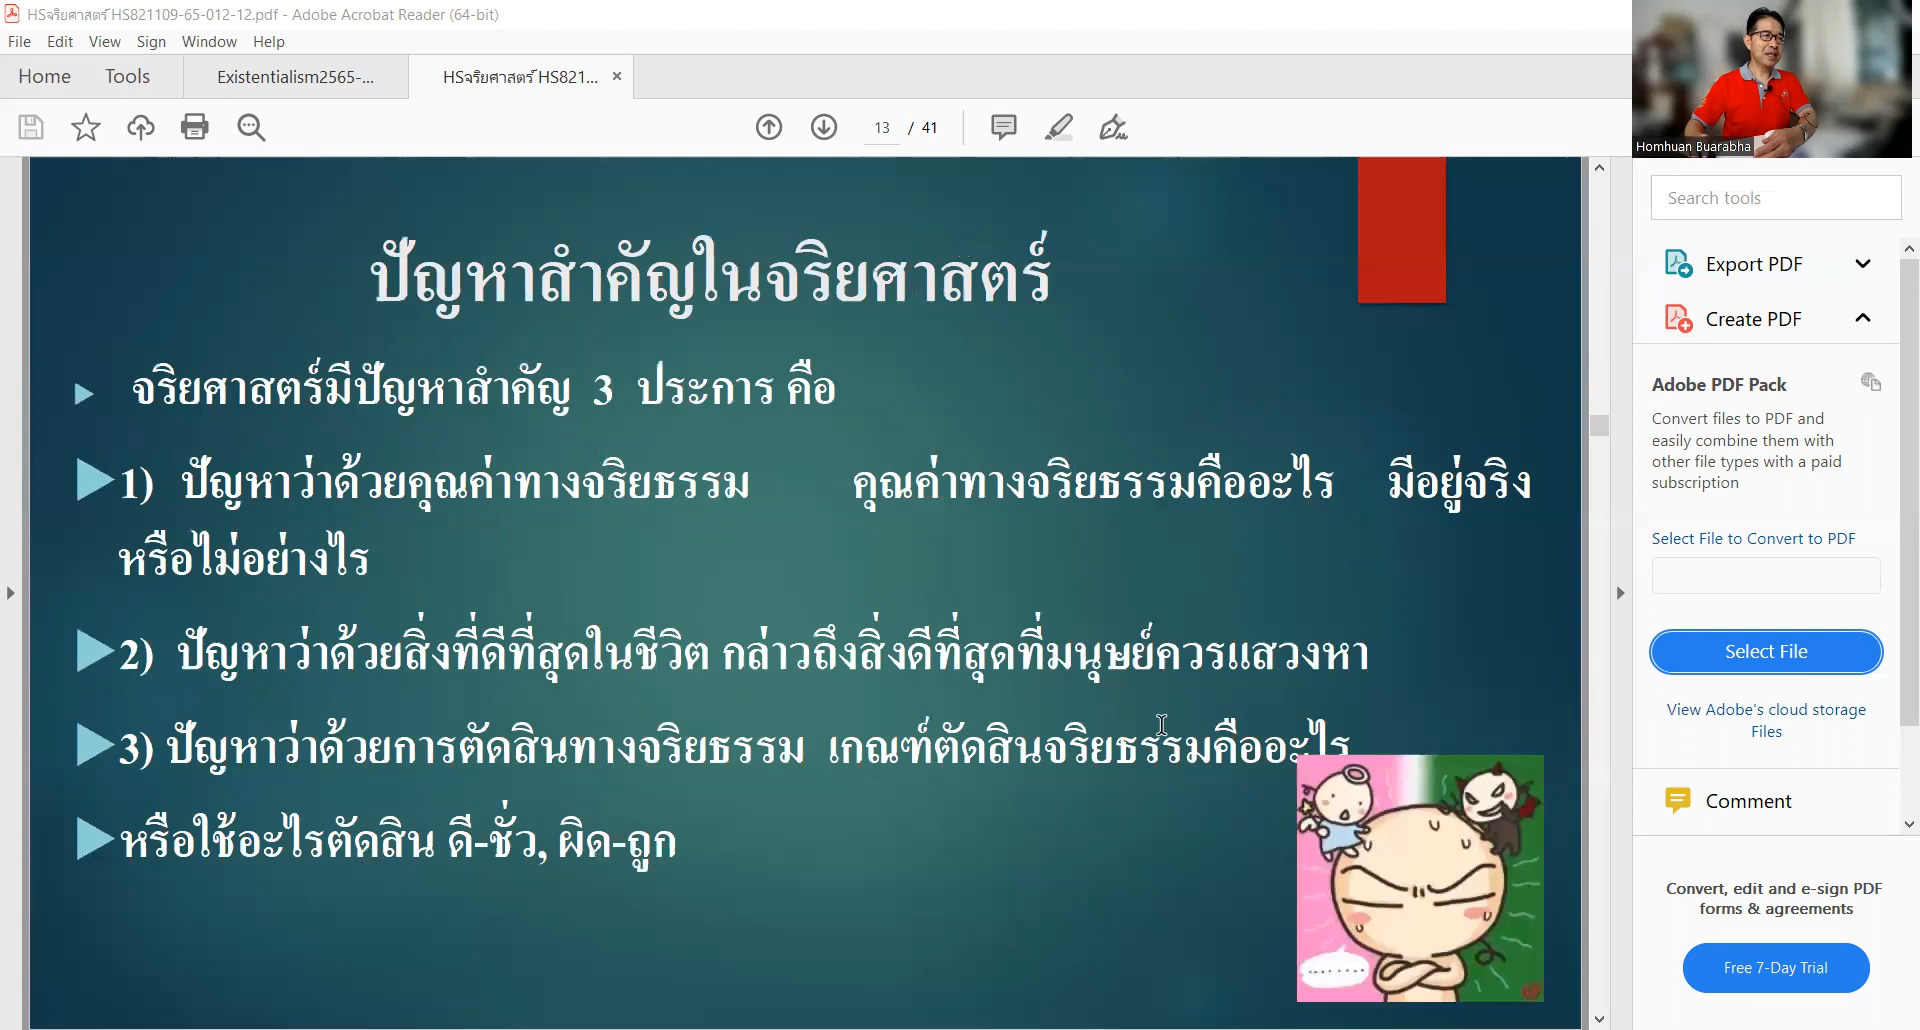 HSจริยศาสตร์ HS821109-65-012-12.pdf - Adobe Acrobat Reader (64-bit)
File Edit View Sign Window Help
Home Tools Existentialism2565-... HSจริยศาสตร์ HS821... ×
13 / 41
Homhuan Buarabha
ปัญหาสำคัญในจริยศาสตร์
จริยศาสตร์มีปัญหาสำคัญ 3 ประการ คือ
1) ปัญหาว่าด้วยคุณค่าทางจริยธรรม คุณค่าทางจริยธรรมคืออะไร มีอยู่จริง
หรือไม่อย่างไร
2) ปัญหาว่าด้วยสิ่งที่ดีที่สุดในชีวิต กล่าวถึงสิ่งดีที่สุดที่มนุษย์ควรแสวงหา
3) ปัญหาว่าด้วยการตัดสินทางจริยธรรม เกณฑ์ตัดสินจริยธรรมคืออะไร
หรือใช้อะไรตัดสิน ดี-ชั่ว, ผิด-ถูก
........
Search tools
Export PDF
Create PDF
Adobe PDF Pack
Convert files to PDF and
easily combine them with
other file types with a paid
subscription
Select File to Convert to PDF
Select File
View Adobe's cloud storage
Files
Comment
Convert, edit and e-sign PDF
forms & agreements
Free 7-Day Trial